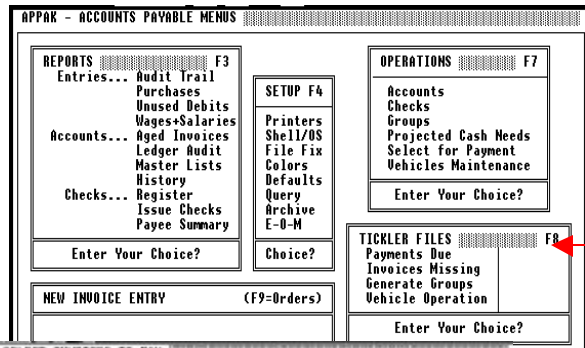 APPAK - ACCOUNTS PAYABLE MENUS
REPORTS F3
Entries... Audit Trail
Purchases
Unused Debits
Wages+Salaries
Accounts... Aged Invoices
Ledger Audit
Master Lists
History
Checks... Register
Issue Checks
Payee Summary
Enter Your Choice?
SETUP F4
Printers
Shell/OS
File Fix
Colors
Defaults
Query
Archive
E-O-M
Choice?
OPERATIONS F7
Accounts
Checks
Groups
Projected Cash Needs
Select for Payment
Vehicles Maintenance
Enter Your Choice?
TICKLER FILES F8
Payments Due
Invoices Missing
Generate Groups
Vehicle Operation
Enter Your Choice?
NEW INVOICE ENTRY (F9=Orders)